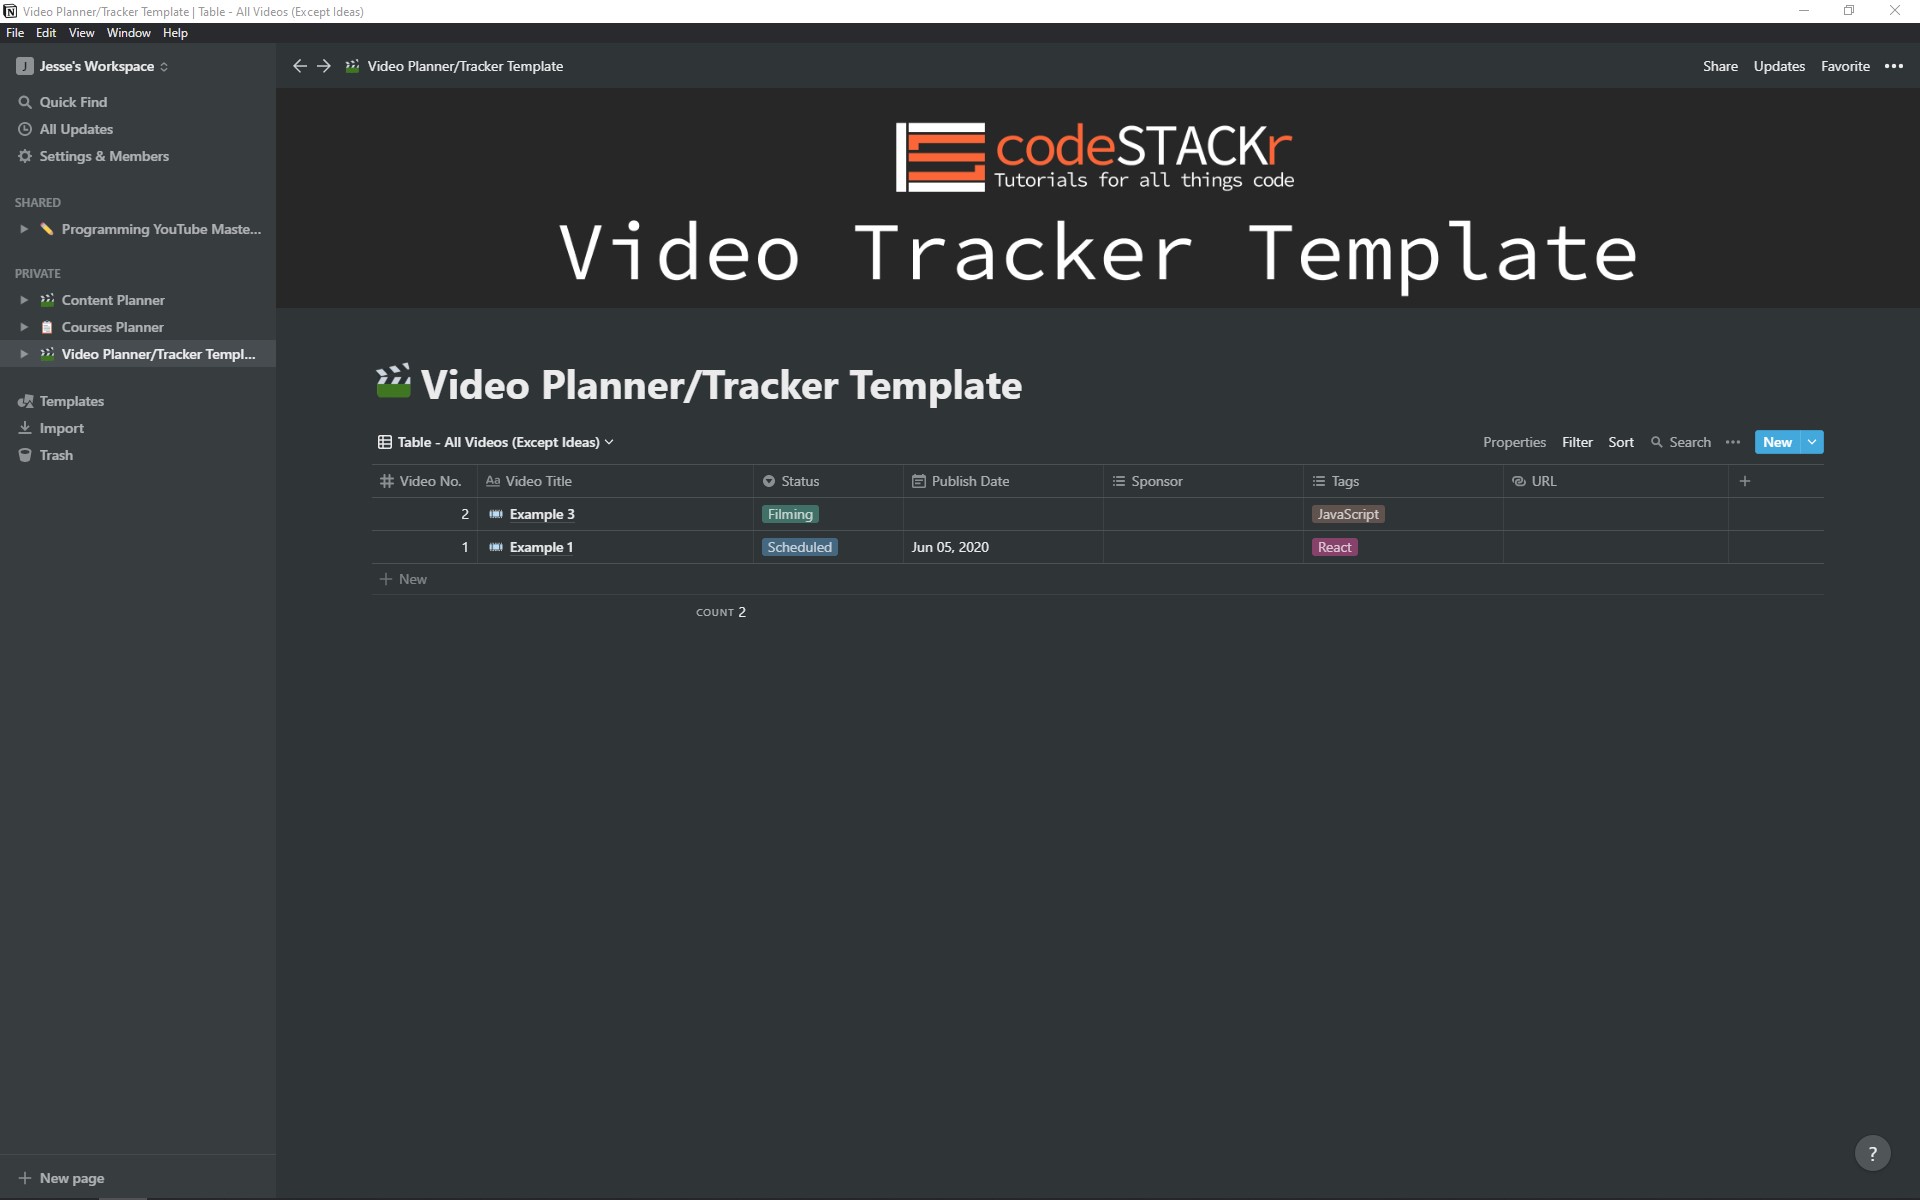 Video Planner/Tracker Template | Table - All Videos (Except Ideas)
File Edit View Window Help
J Jesse's Workspace
Video Planner/Tracker Template
Share Updates Favorite
Quick Find
All Updates
Settings & Members
SHARED
Programming YouTube Maste...
PRIVATE
Content Planner
Courses Planner
Video Planner/Tracker Templ...
Templates
Import
Trash
codeSTACKr
Tutorials for all things code
Video Tracker Template
Video Planner/Tracker Template
Table - All Videos (Except Ideas) Properties Filter Sort Search New
Video No. Aa Video Title Status Publish Date Sponsor Tags URL
2 Example 3 Filming JavaScript
1 Example 1 Scheduled Jun 05, 2020 React
New
COUNT 2
?
New page